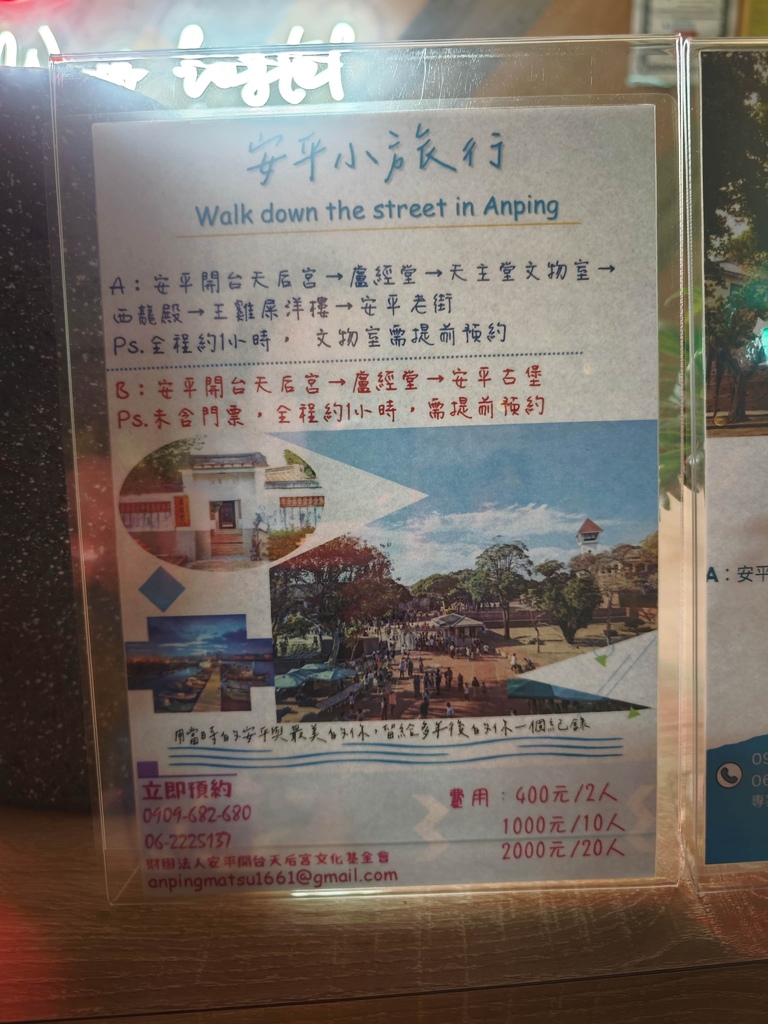 安平小旅行
Walk down the street in Anping
A：安平開台天后宮→盧經堂→天主堂文物室→
西龍殿→王雞屎洋樓→安平老街
Ps.全程約1小時，文物室需提前預約
B：安平開台天后宮→盧經堂→安平古堡
Ps.未含門票，全程約1小時，需提前預約
用當時的安平與最美的你，留給多年後的你一個紀錄
立即預約
0909-682-680
06-2225137
財團法人安平開台天后宮文化基金會
anpingmatsu1661@gmail.com
費用：400元/2人
1000元/10人
2000元/20人
A：安平
09
06